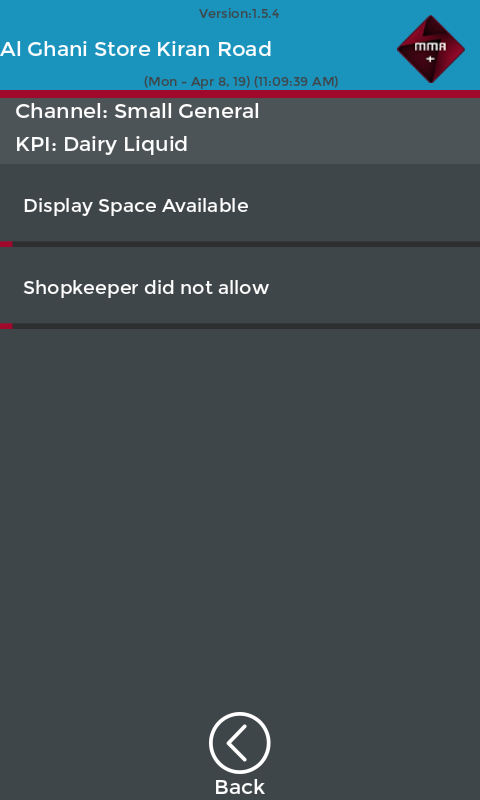 Version:1.5.4
Al Ghani Store Kiran Road
MMA
+
(Mon - Apr 8, 19) (11:09:39 AM)
Channel: Small General
KPI: Dairy Liquid
Display Space Available
Shopkeeper did not allow
Back